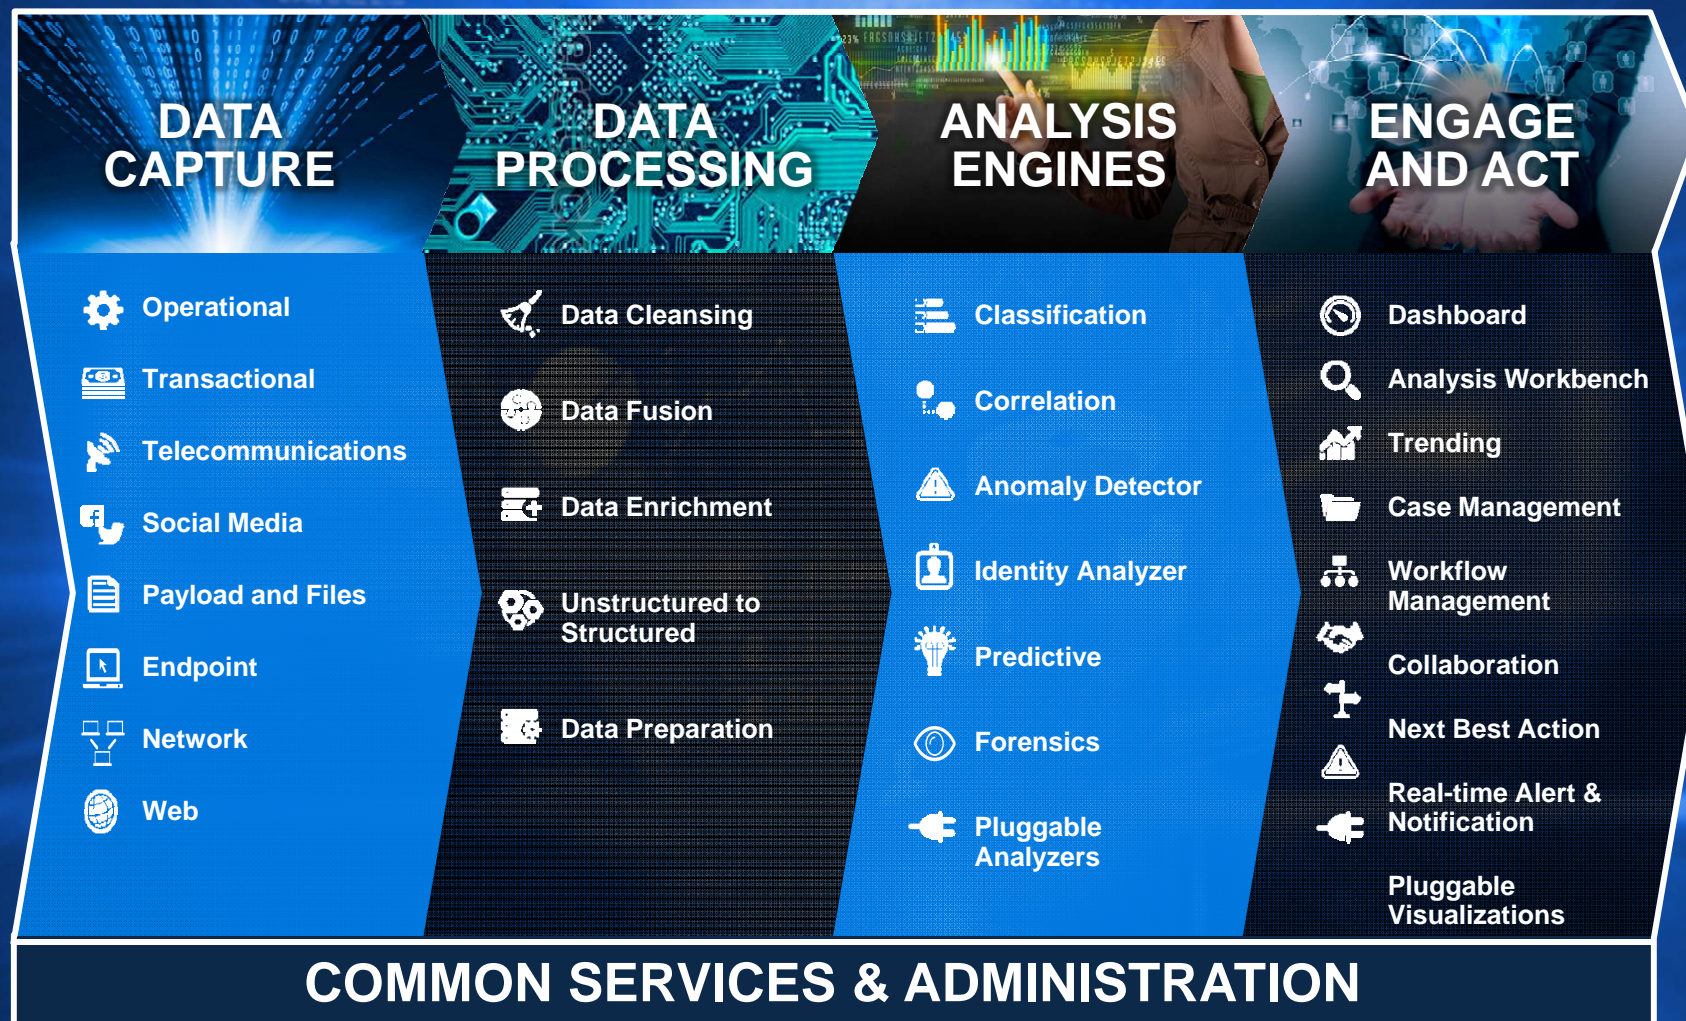 DATA
CAPTURE
Operational
Transactional
Telecommunications
Social Media
Payload and Files
Endpoint
Network
Web
DATA
PROCESSING
Data Cleansing
Data Fusion
Data Enrichment
Unstructured to
Structured
Data Preparation
ANALYSIS
ENGINES
Classification
Correlation
Anomaly Detector
Identity Analyzer
Predictive
Forensics
Pluggable
Analyzers
ENGAGE
AND ACT
Dashboard
Analysis Workbench
Trending
Case Management
Workflow
Management
Collaboration
Next Best Action
Real-time Alert &
Notification
Pluggable
Visualizations
COMMON SERVICES & ADMINISTRATION